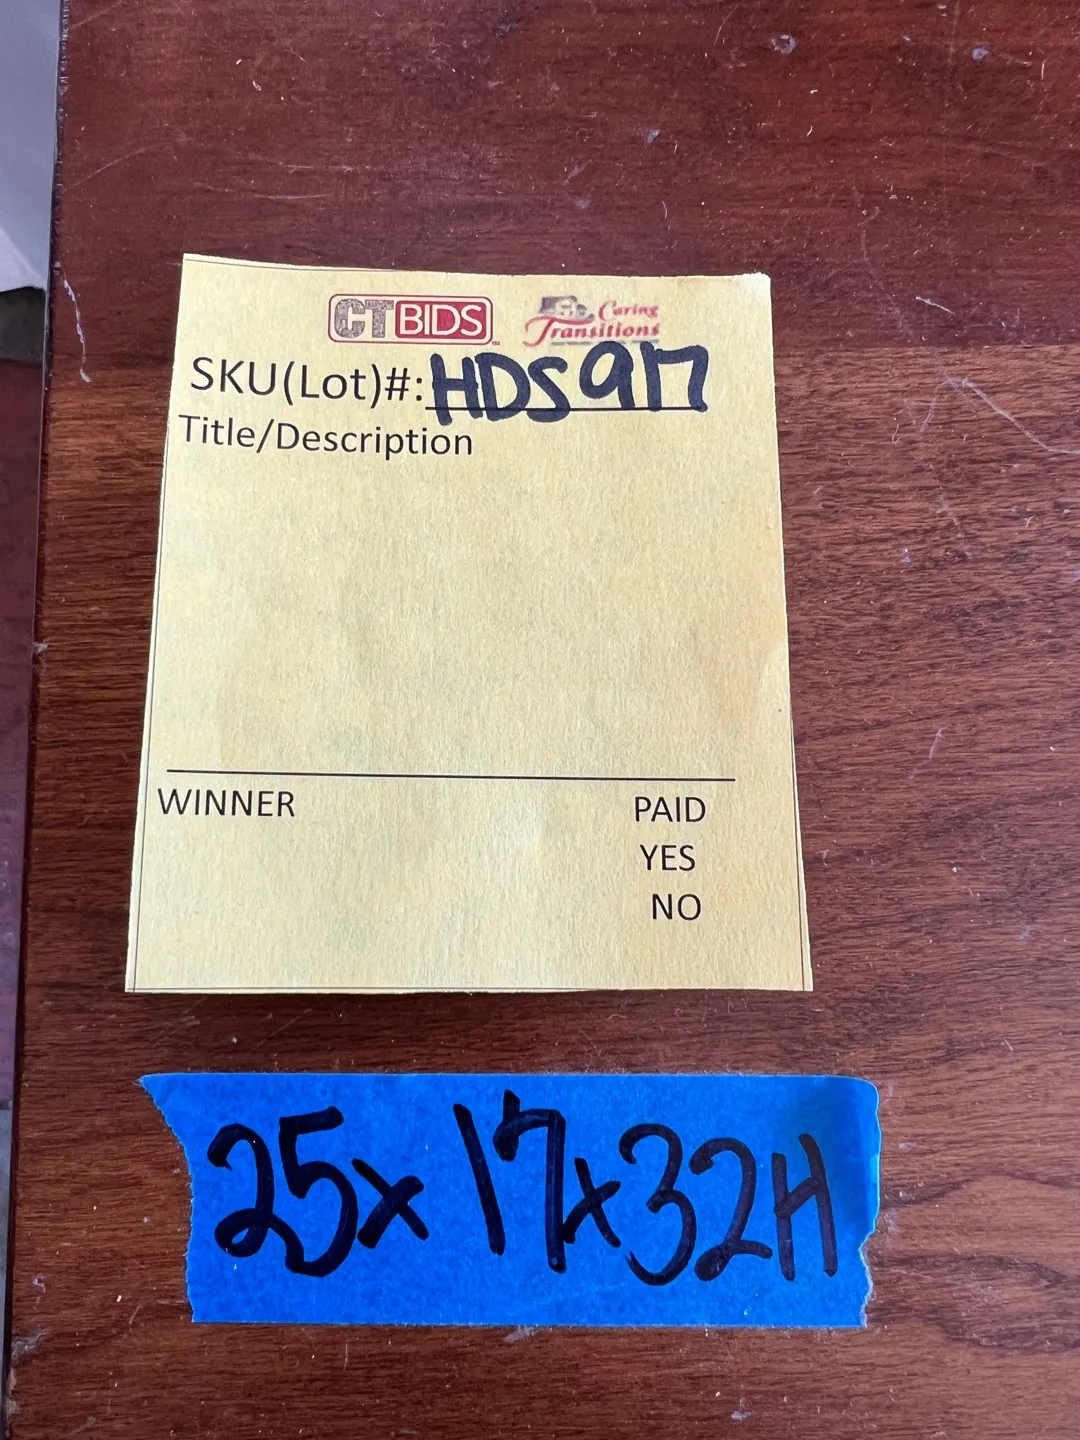 CTBIDS Caring
Transitions
SKU(Lot)#: HDS917
Title/Description
WINNER PAID
YES
NO
25x17x32H